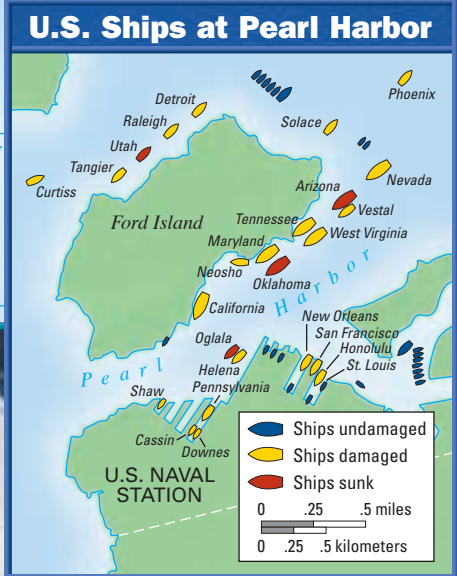 U.S. Ships at Pearl Harbor
Phoenix
Detroit
Raleigh
Solace
Utah
Tangier
Curtiss
Nevada
Arizona
Vestal
Ford Island
Tennessee
West Virginia
Maryland
Neosho
Oklahoma
California
Pearl Harbor
New Orleans
San Francisco
Honolulu
St. Louis
Oglala
Helena
Pennsylvania
Shaw
Cassin
Downes
U.S. NAVAL
STATION
Ships undamaged
Ships damaged
Ships sunk
0 .25 .5 miles
0 .25 .5 kilometers